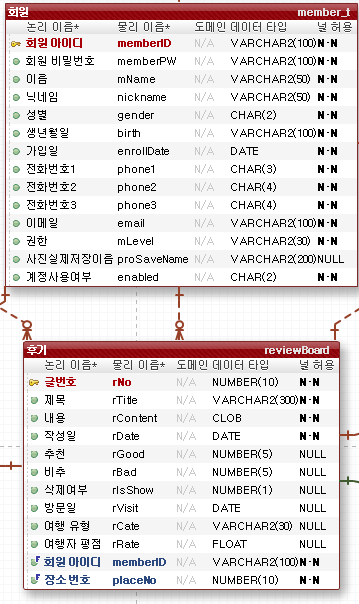 회원 member_t
논리 이름* 물리 이름* 도메인 데이터 타입 널 허용
회원 아이디 memberID N/A VARCHAR2(100) N-N
회원 비밀번호 memberPW N/A VARCHAR2(100) N-N
이음 mName N/A VARCHAR2(50) N-N
닉네임 nickname N/A VARCHAR2(50) N-N
성별 gender N/A CHAR(2) N-N
생년월일 birth N/A VARCHAR2(100) N-N
가입일 enrollDate N/A DATE N-N
전화번호1 phone1 N/A CHAR(3) N-N
전화번호2 phone2 N/A CHAR(4) N-N
전화번호3 phone3 N/A CHAR(4) N-N
이메일 email N/A VARCHAR2(100) N-N
권한 mLevel N/A VARCHAR2(30) N-N
사진실제저장이음 proSaveName N/A VARCHAR2(200) NULL
계정사용여부 enabled N/A CHAR(2) N-N
후기 reviewBoard
논리 이름* 물리 이름* 도메인 데이터 타입 널 허용
글번호 rNo N/A NUMBER(10) N-N
제목 rTitle N/A VARCHAR2(300) N-N
내용 rContent N/A CLOB N-N
작성일 rDate N/A DATE N-N
추천 rGood N/A NUMBER(5) NULL
비추 rBad N/A NUMBER(5) NULL
삭제여부 rIsShow N/A NUMBER(1) NULL
방문일 rVisit N/A DATE NULL
여행 유형 rCate N/A VARCHAR2(30) NULL
여행자 평점 rRate N/A FLOAT NULL
회원 아이디 memberID N/A VARCHAR2(100) N-N
장소 번호 placeNo N/A NUMBER(10) N-N